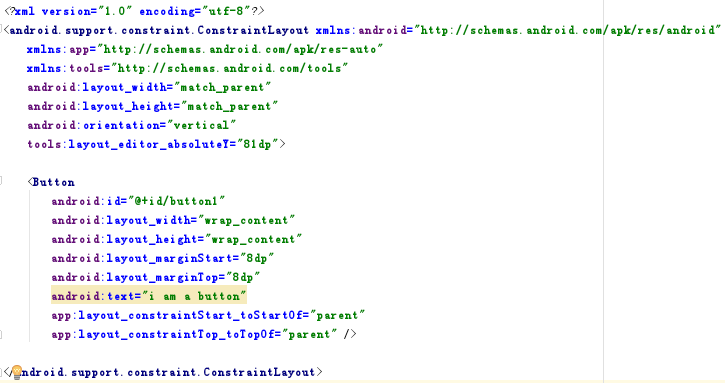 <?xml version="1.0" encoding="utf-8"?>
<android.support.constraint.ConstraintLayout xmlns:android="http://schemas.android.com/apk/res/android"
xmlns:app="http://schemas.android.com/apk/res-auto"
xmlns:tools="http://schemas.android.com/tools"
android:layout_width="match_parent"
android:layout_height="match_parent"
android:orientation="vertical"
tools:layout_editor_absoluteY="81dp">
<Button
android:id="@+id/button1"
android:layout_width="wrap_content"
android:layout_height="wrap_content"
android:layout_marginStart="8dp"
android:layout_marginTop="8dp"
android:text="i am a button"
app:layout_constraintStart_toStartOf="parent"
app:layout_constraintTop_toTopOf="parent" />
</android.support.constraint.ConstraintLayout>